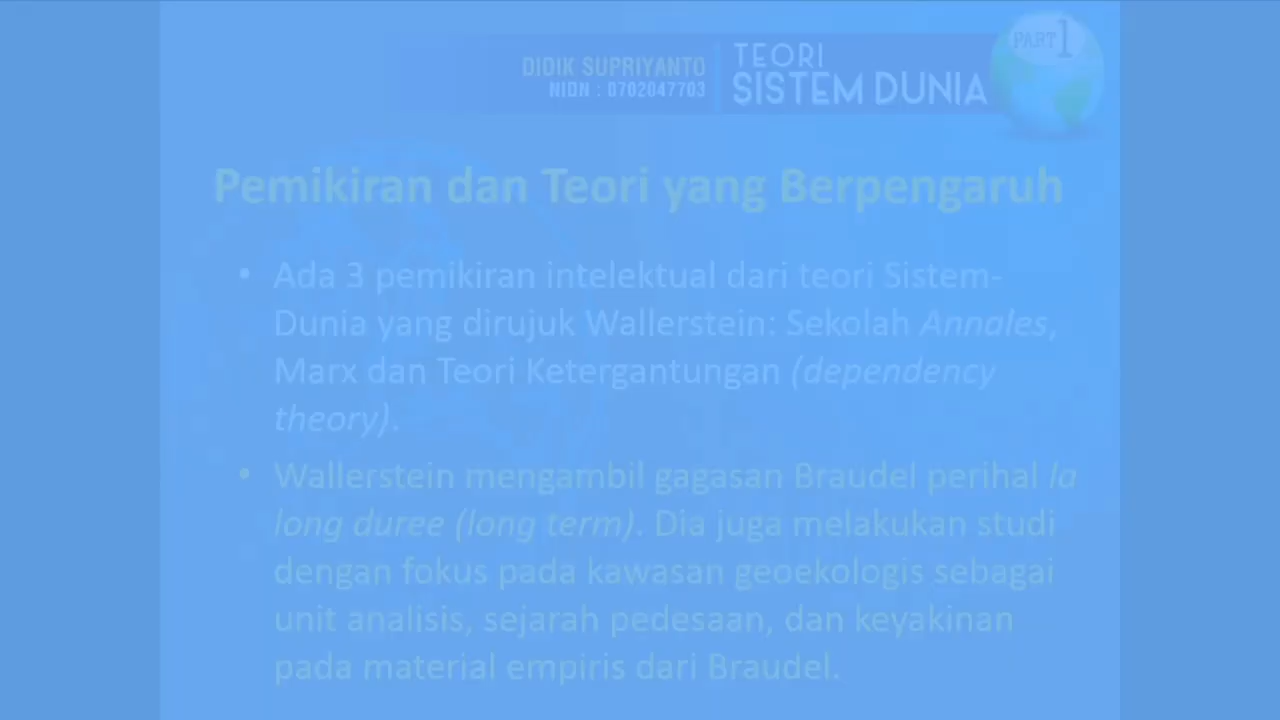 PART 1
TEORI
SISTEM DUNIA
DIDIK SUPRIYANTO
NIDN : 0702047703
Pemikiran dan Teori yang Berpengaruh
• Ada 3 pemikiran intelektual dari teori Sistem-
Dunia yang dirujuk Wallerstein: Sekolah Annales,
Marx dan Teori Ketergantungan (dependency
theory).
• Wallerstein mengambil gagasan Braudel perihal la
long duree (long term). Dia juga melakukan studi
dengan fokus pada kawasan geoekologis sebagai
unit analisis, sejarah pedesaan, dan keyakinan
pada material empiris dari Braudel.